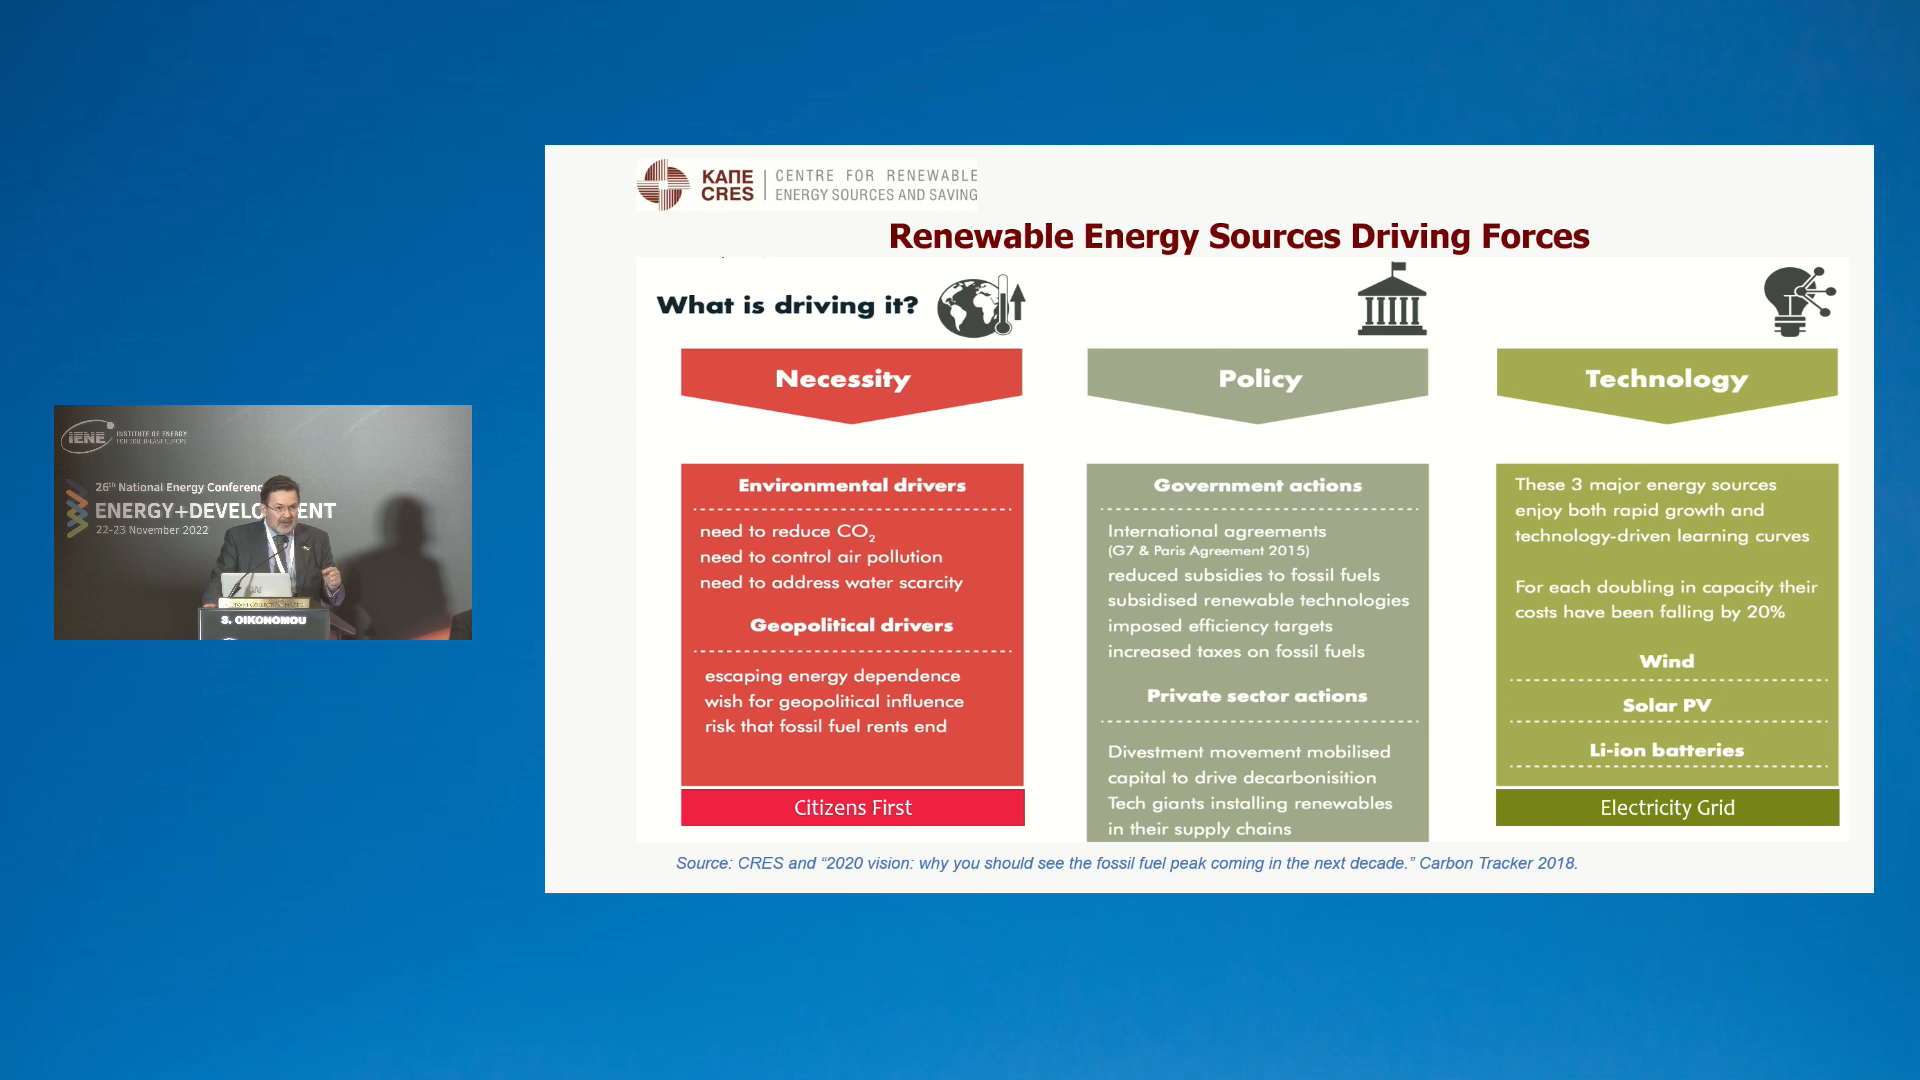 IENE
INSTITUTE OF ENERGY
FOR SOUTH-EAST EUROPE
26th National Energy Conference
ENERGY+DEVELO ENT
22-23 November 2022
S. OIKONOMOU
ΚΑΠΕ
CRES
CENTRE FOR RENEWABLE
ENERGY SOURCES AND SAVING
Renewable Energy Sources Driving Forces
What is driving it?
Necessity
Environmental drivers
need to reduce CO2
need to control air pollution
need to address water scarcity
Geopolitical drivers
escaping energy dependence
wish for geopolitical influence
risk that fossil fuel rents end
Citizens First
Policy
Government actions
International agreements
(G7 & Paris Agreement 2015)
reduced subsidies to fossil fuels
subsidised renewable technologies
imposed efficiency targets
increased taxes on fossil fuels
Private sector actions
Divestment movement mobilised
capital to drive decarbonisition
Tech giants installing renewables
in their supply chains
Technology
These 3 major energy sources
enjoy both rapid growth and
technology-driven learning curves
For each doubling in capacity their
costs have been falling by 20%
Wind
Solar PV
Li-ion batteries
Electricity Grid
Source: CRES and “2020 vision: why you should see the fossil fuel peak coming in the next decade.” Carbon Tracker 2018.